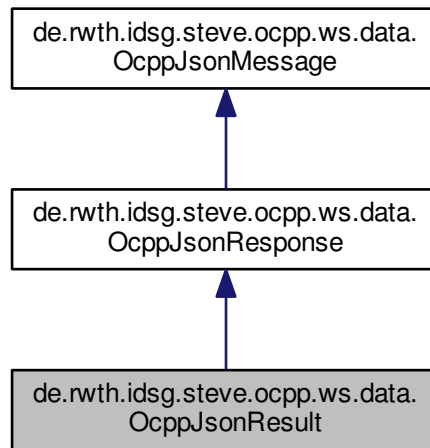 de.rwth.idsg.steve.ocpp.ws.data.
OcppJsonMessage
de.rwth.idsg.steve.ocpp.ws.data.
OcppJsonResponse
de.rwth.idsg.steve.ocpp.ws.data.
OcppJsonResult